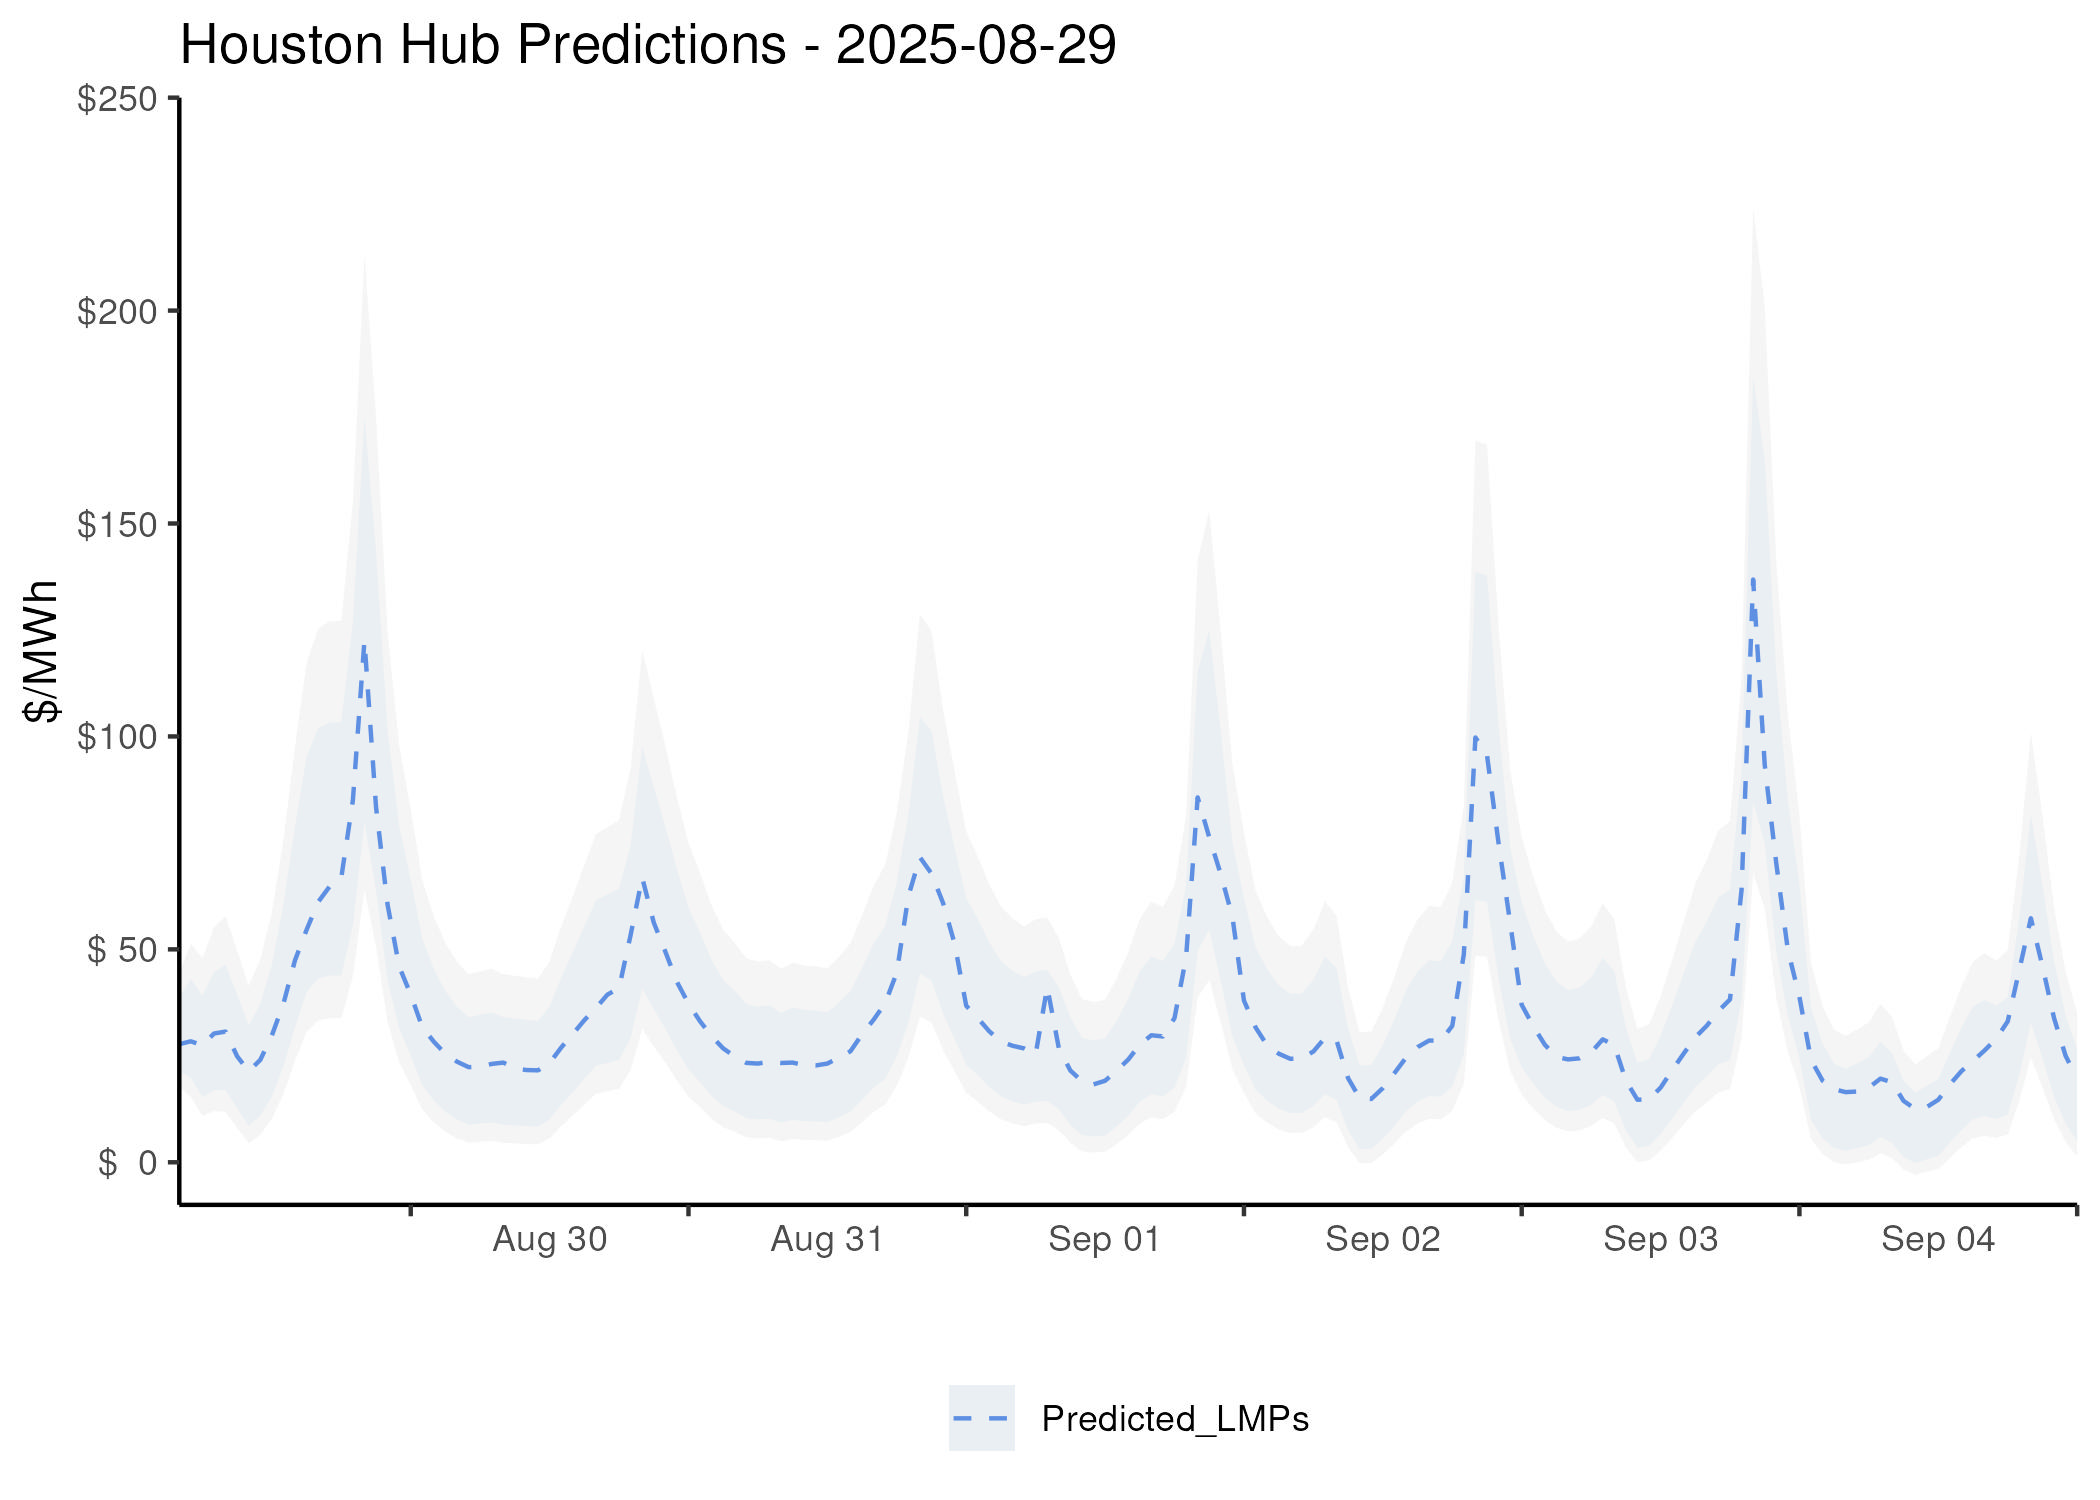 Houston Hub Predictions - 2025-08-29
$250
$200
$150
$100
$ 50
$  0
$/MWh
Aug 30 Aug 31 Sep 01 Sep 02 Sep 03 Sep 04
Predicted_LMPs